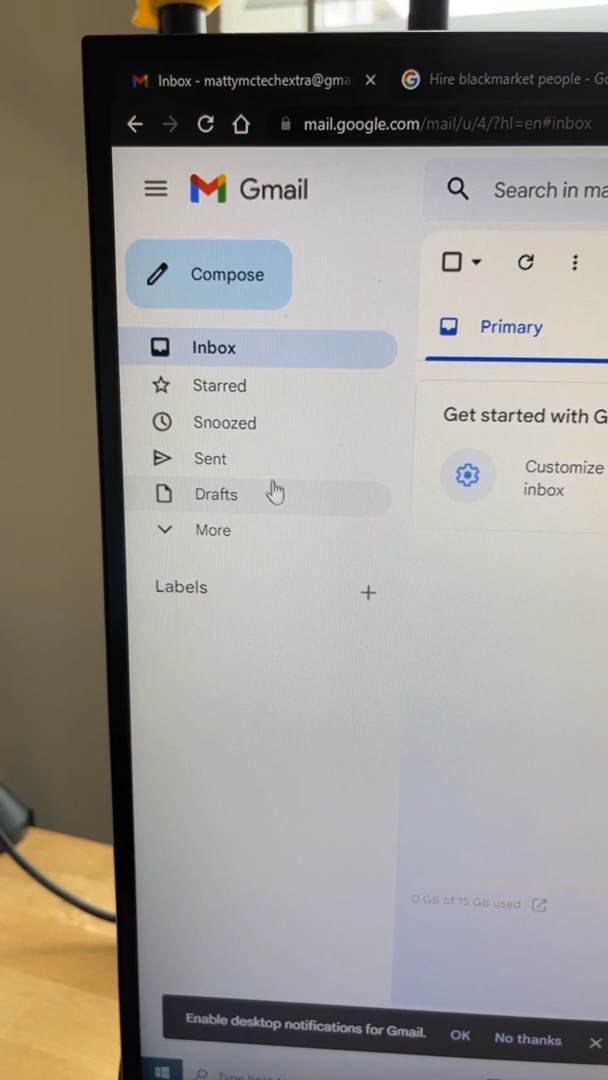 Inbox - mattymctechextra@gma
Hire blackmarket people - Go
mail.google.com/mail/u/4/?hl=en#inbox
Gmail
Search in ma
Compose
Primary
Inbox
Starred
Get started with G
Snoozed
Customize
inbox
Sent
Drafts
More
Labels
0 GB of 15 GB used
Enable desktop notifications for Gmail. OK No thanks
Type here